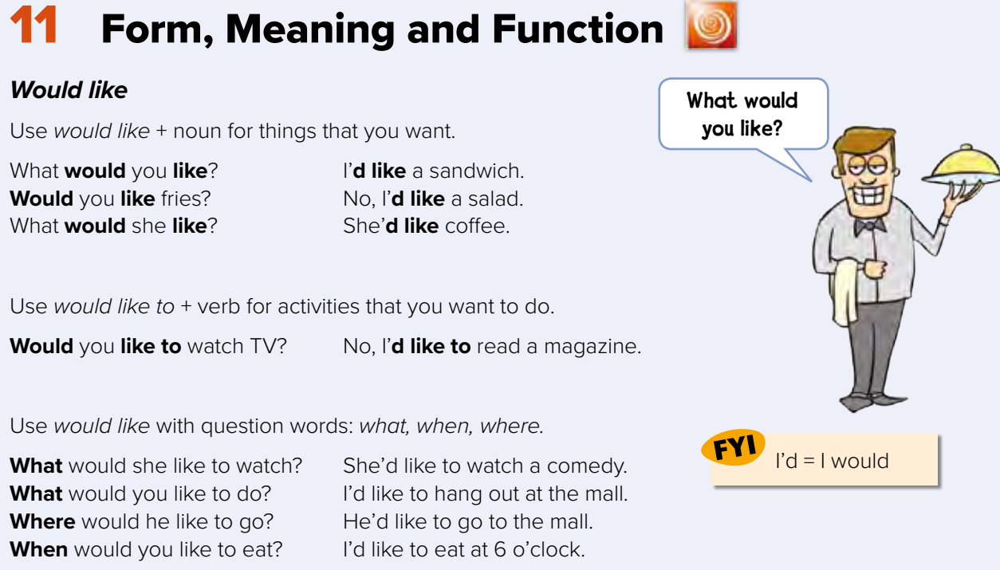 11 Form, Meaning and Function
Would like
Use would like + noun for things that you want.
What would you like? I'd like a sandwich.
Would you like fries? No, I'd like a salad.
What would she like? She'd like coffee.
What would
you like?
Use would like to + verb for activities that you want to do.
Would you like to watch TV? No, I'd like to read a magazine.
Use would like with question words: what, when, where.
What would she like to watch? She'd like to watch a comedy.
What would you like to do? I'd like to hang out at the mall.
Where would he like to go? He'd like to go to the mall.
When would you like to eat? I'd like to eat at 6 o'clock.
FYI I'd = I would